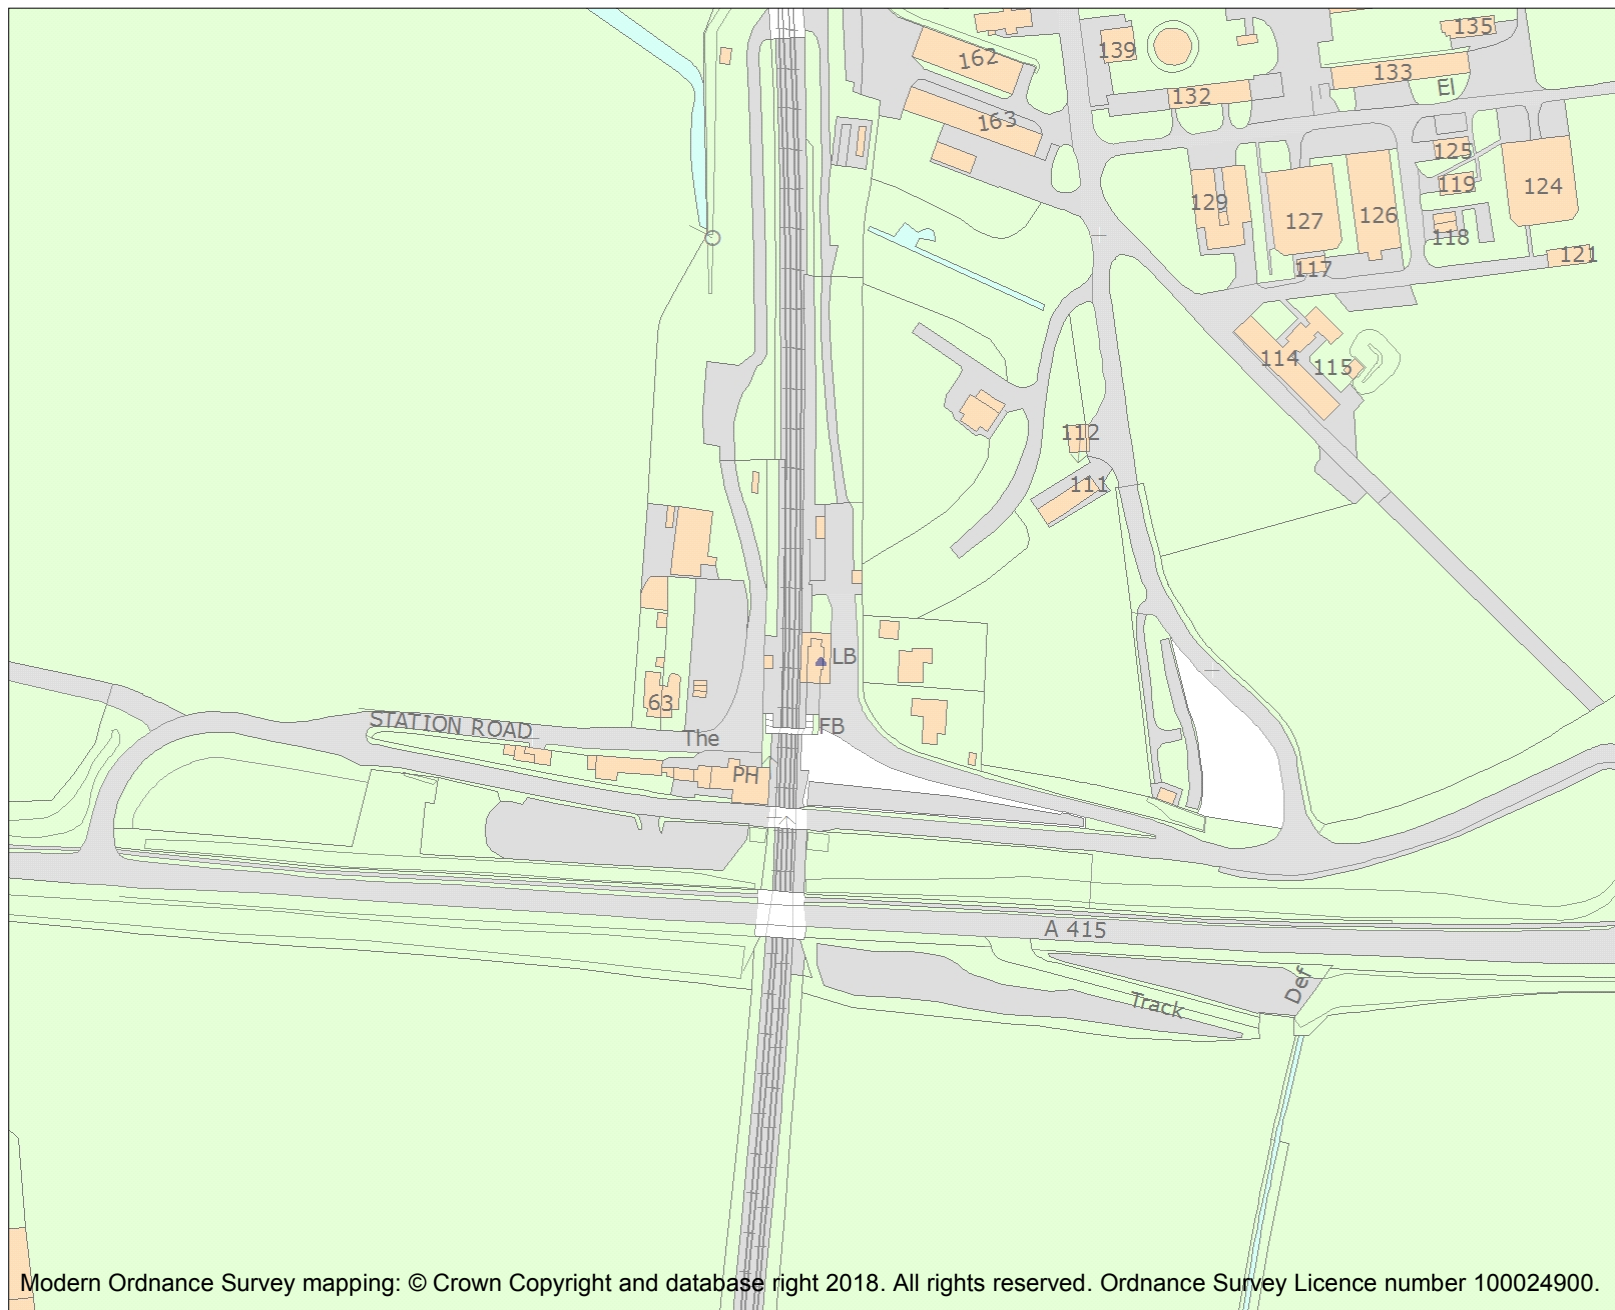 135
162
139
133
El
132
163
125
119
124
129
127
126
118
121
117
114
115
112
111
LB
63
STATION ROAD
The
FB
PH
A 415
Def
Track
Modern Ordnance Survey mapping: © Crown Copyright and database right 2018. All rights reserved. Ordnance Survey Licence number 100024900.